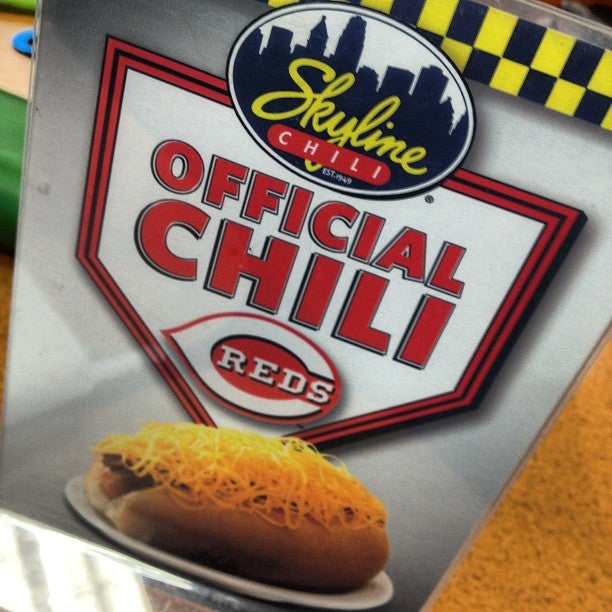 Skyline
CHILI
EST. 1949
®
OFFICIAL
CHILI
REDS